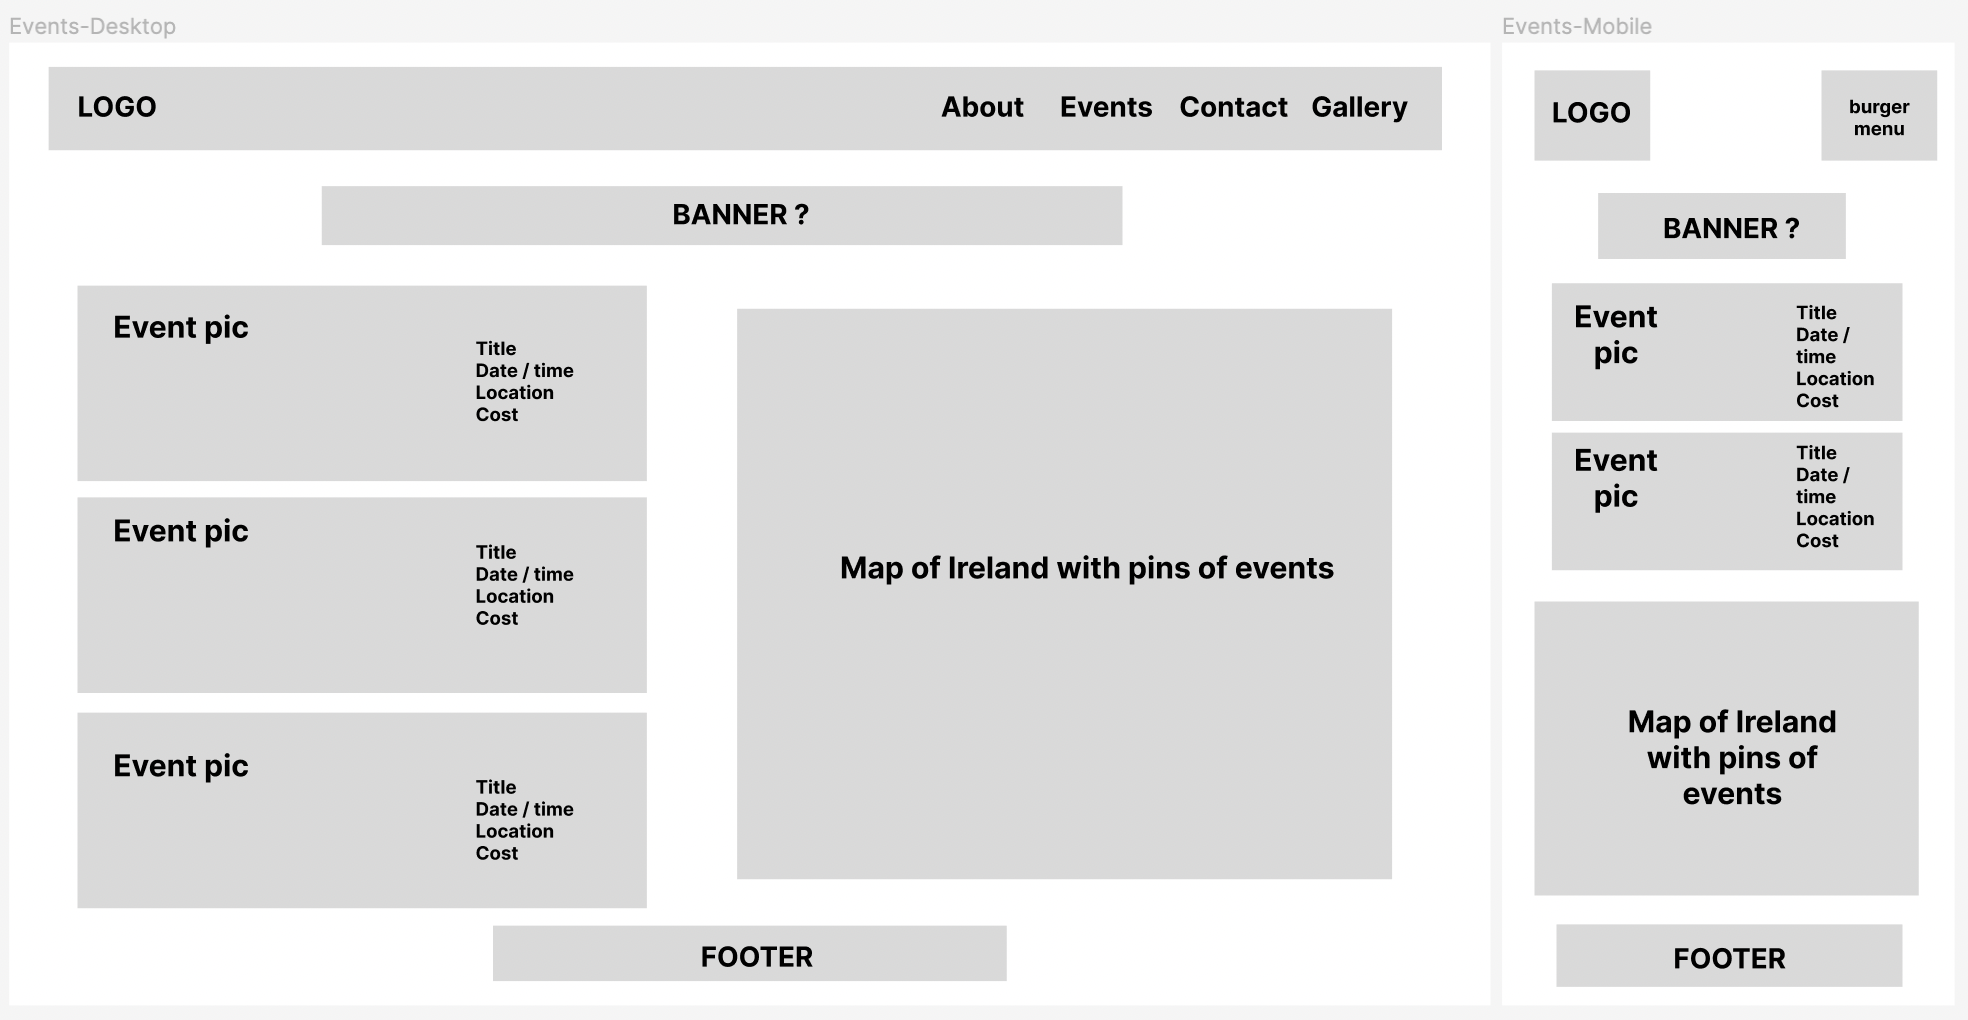 Events-Desktop
LOGO
About Events Contact Gallery
BANNER ?
Event pic
Title
Date / time
Location
Cost
Event pic
Title
Date / time
Location
Cost
Event pic
Title
Date / time
Location
Cost
Map of Ireland with pins of events
FOOTER
Events-Mobile
LOGO
burger
menu
BANNER ?
Event
pic
Title
Date /
time
Location
Cost
Event
pic
Title
Date /
time
Location
Cost
Map of Ireland
with pins of
events
FOOTER